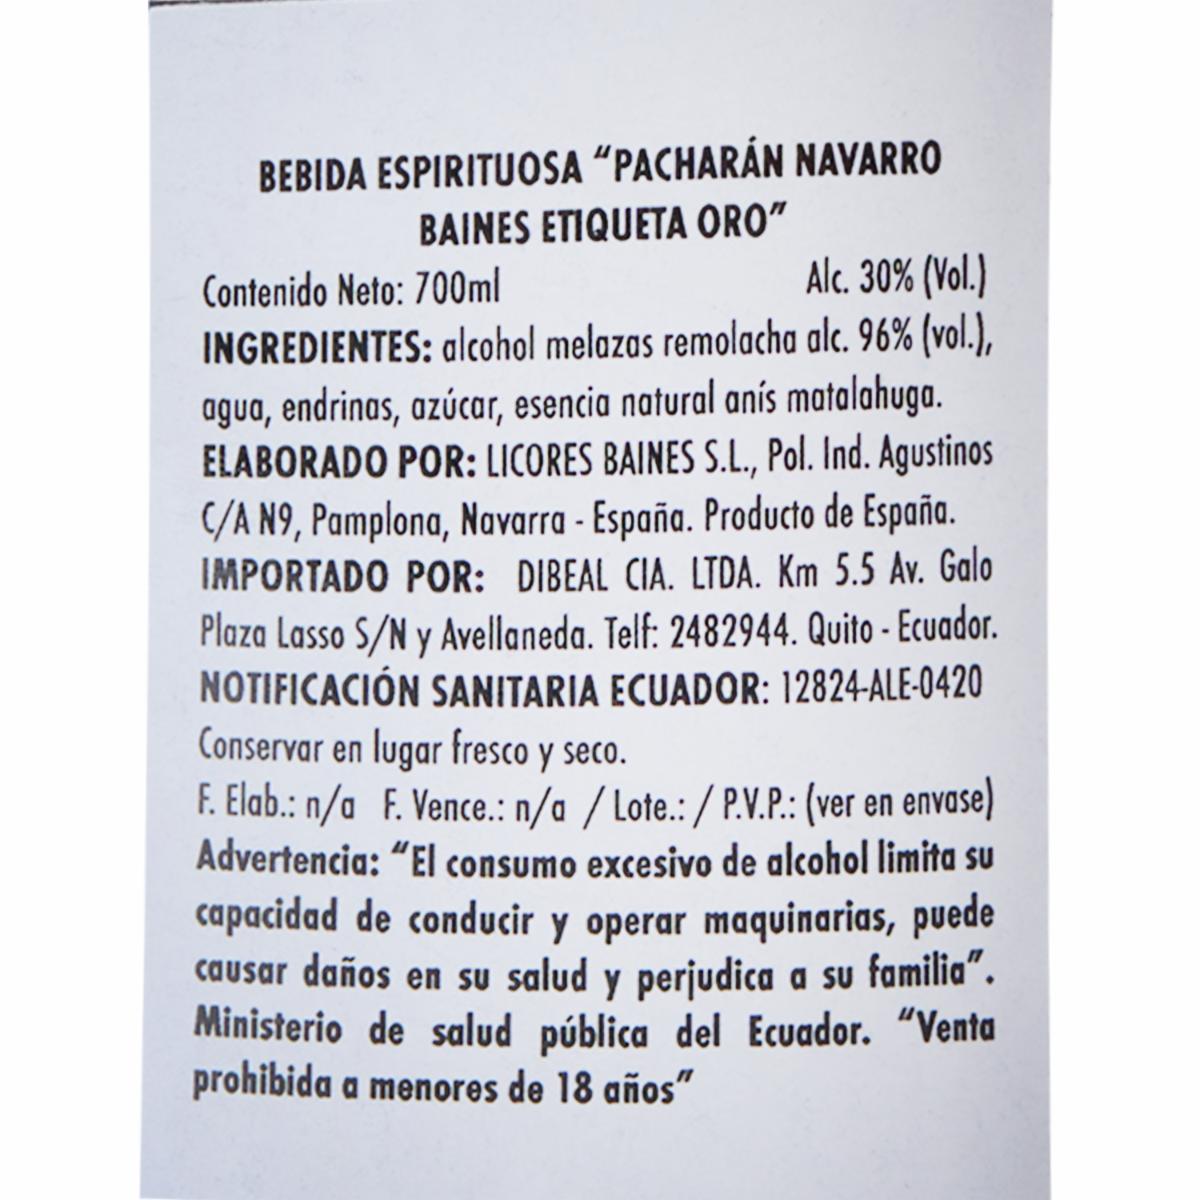 BEBIDA ESPIRITUOSA “PACHARÁN NAVARRO
BAINES ETIQUETA ORO”
Contenido Neto: 700ml Alc. 30% (Vol.)
INGREDIENTES: alcohol melazas remolacha alc. 96% (vol.),
agua, endrinas, azúcar, esencia natural anís matalahuga.
ELABORADO POR: LICORES BAINES S.L., Pol. Ind. Agustinos
C/A N9, Pamplona, Navarra - España. Producto de España.
IMPORTADO POR: DIBEAL CIA. LTDA. Km 5.5 Av. Galo
Plaza Lasso S/N y Avellaneda. Telf: 2482944. Quito - Ecuador.
NOTIFICACIÓN SANITARIA ECUADOR: 12824-ALE-0420
Conservar en lugar fresco y seco.
F. Elab.: n/a F. Vence.: n/a / Lote.: / P.V.P.: (ver en envase)
Advertencia: “El consumo excesivo de alcohol limita su
capacidad de conducir y operar maquinarias, puede
causar daños en su salud y perjudica a su familia”.
Ministerio de salud pública del Ecuador. “Venta
prohibida a menores de 18 años”